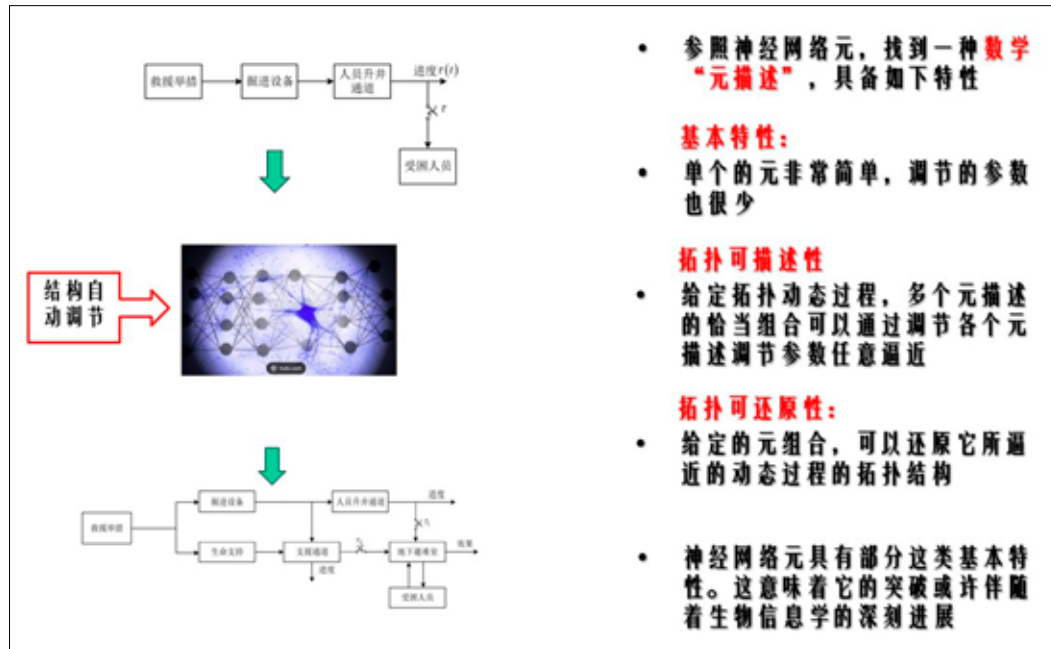 救援举措
掘进设备
人员升井
通道
进度r(t)
r
受困人员
结构自
动调节
掘进设备
人员升井通道
进度
救援举措
生命支持
支援通道
地下避难室
效果
进度
受困人员
• 参照神经网络元，找到一种数学
“元描述”，具备如下特性
基本特性：
• 单个的元非常简单，调节的参数
也很少
拓扑可描述性
• 给定拓扑动态过程，多个元描述
的恰当组合可以通过调节各个元
描述调节参数任意逼近
拓扑可还原性：
• 给定的元组合，可以还原它所逼
近的动态过程的拓扑结构
• 神经网络元具有部分这类基本特
性。这意味着它的突破或许伴随
着生物信息学的深刻进展